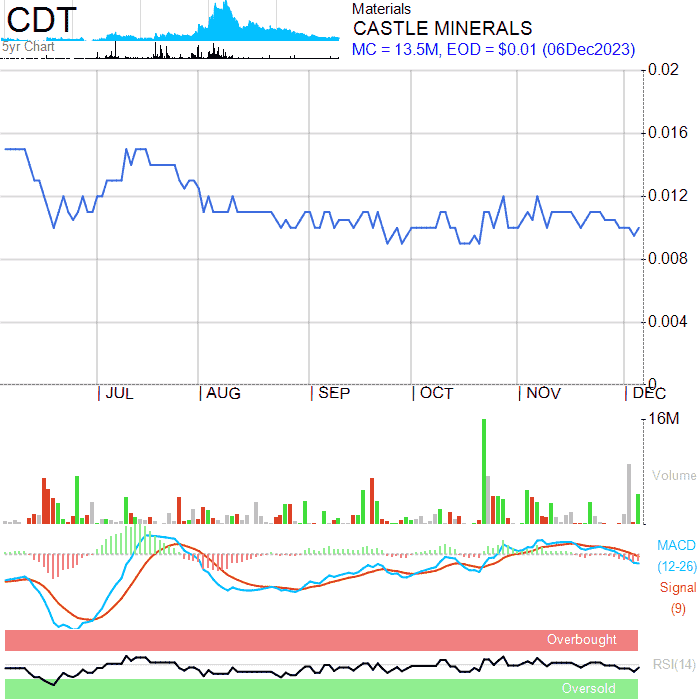 CDT
5yr Chart
Materials
CASTLE MINERALS
MC = 13.5M, EOD = $0.01 (06Dec2023)
0.02
0.016
0.012
0.008
0.004
0
JUL AUG SEP OCT NOV DEC
16M
Volume
MACD
(12-26)
Signal
(9)
Overbought
RSI(14)
Oversold